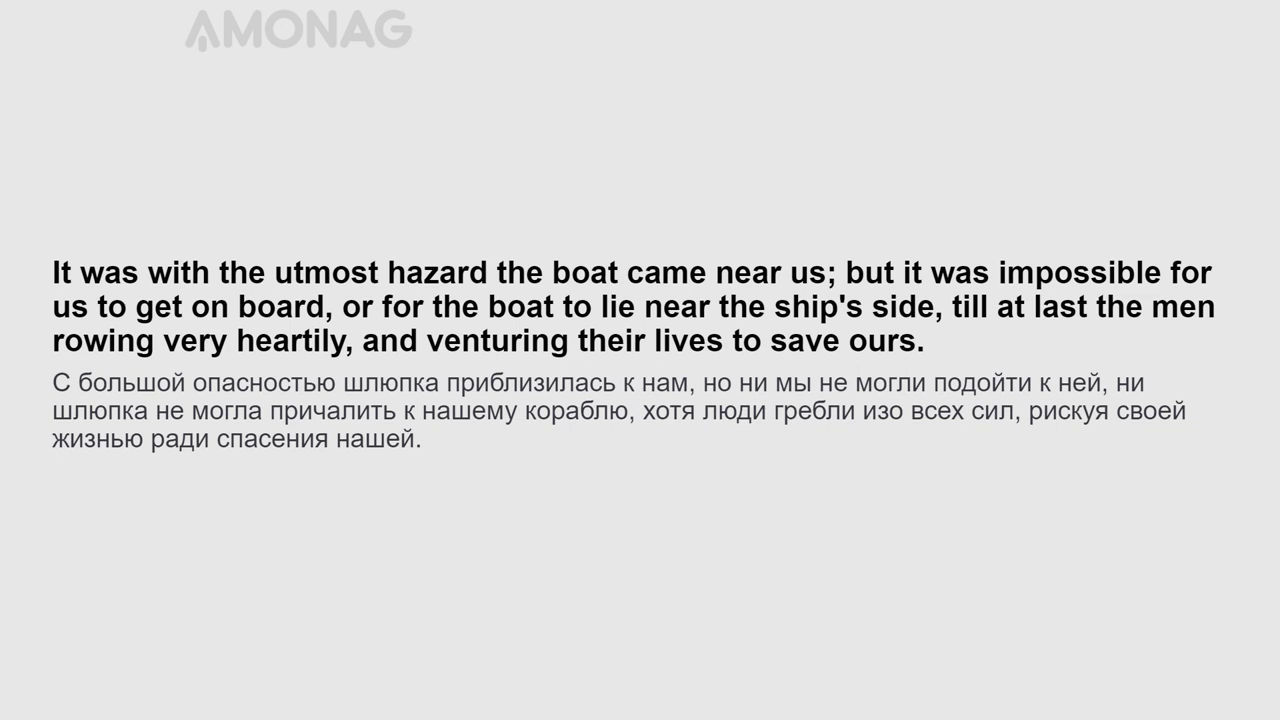 AMONAG
It was with the utmost hazard the boat came near us; but it was impossible for
us to get on board, or for the boat to lie near the ship's side, till at last the men
rowing very heartily, and venturing their lives to save ours.
С большой опасностью шлюпка приблизилась к нам, но ни мы не могли подойти к ней, ни
шлюпка не могла причалить к нашему кораблю, хотя люди гребли изо всех сил, рискуя своей
жизнью ради спасения нашей.